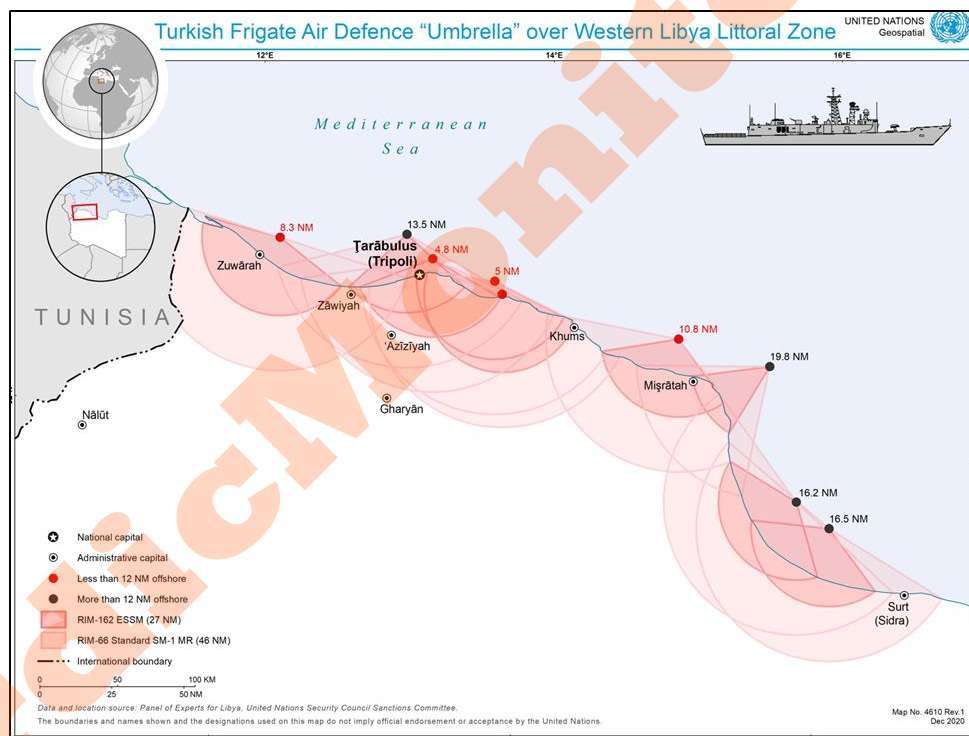 Turkish Frigate Air Defence “Umbrella” over Western Libya Littoral Zone
UNITED NATIONS
Geospatial
12°E
14°E
16°E
Mediterranean
Sea
8.3 NM
13.5 NM
Ţarābulus
(Tripoli)
4.8 NM
5 NM
Zuwārah
Zāwiyah
'Azīzīyah
Khums
10.8 NM
19.8 NM
Mişrātah
TUNISIA
Gharyān
Nālūt
16.2 NM
16.5 NM
Surt
(Sidra)
National capital
Administrative capital
Less than 12 NM offshore
More than 12 NM offshore
RIM-162 ESSM (27 NM)
RIM-66 Standard SM-1 MR (46 NM)
International boundary
0 50 100 KM
0 25 50 NM
Data and location source: Panel of Experts for Libya, United Nations Security Council Sanctions Committee.
The boundaries and names shown and the designations used on this map do not imply official endorsement or acceptance by the United Nations.
Map No. 4610 Rev.1
Dec 2020
dicMonito